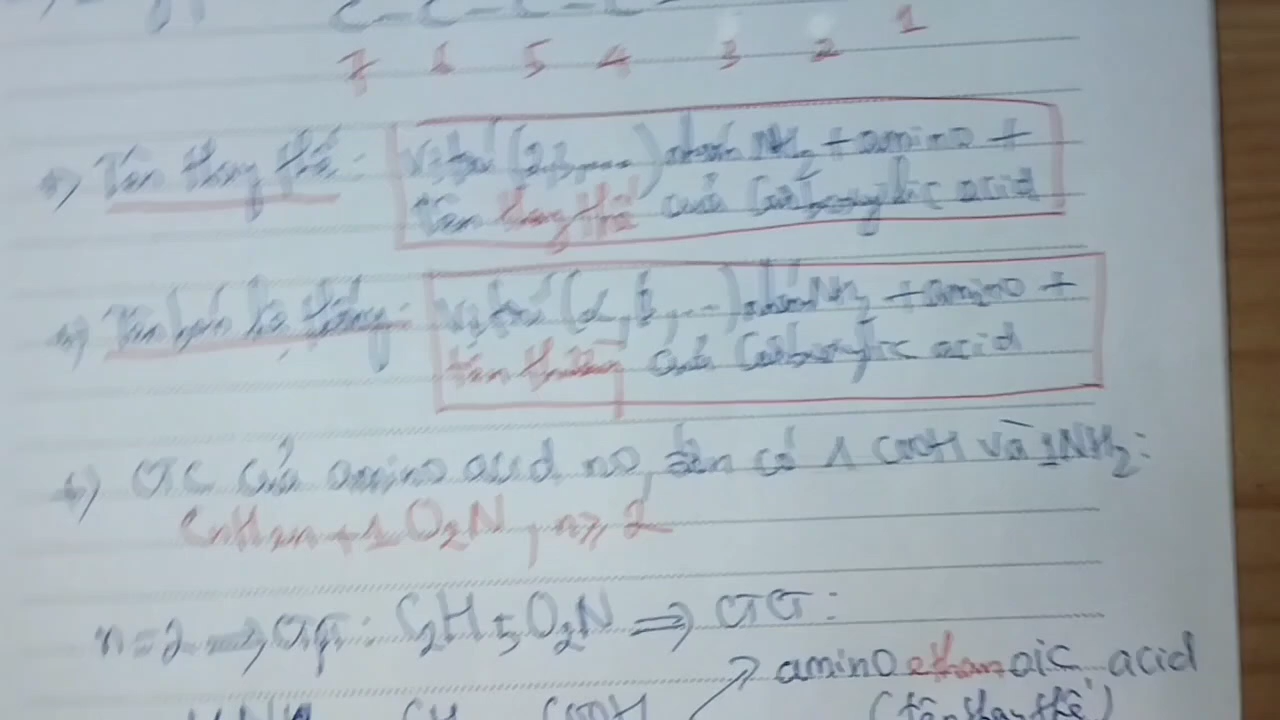 C - C - C - C -
7 6 5 4 3 2 1
+) Tên thay thế: Vị trí (2,3,...) nhóm NH2 + amino +
tên thay thế của Carboxylic acid
+) Tên bán hệ thống: Vị trí (α, β,...) nhóm NH2 + amino +
tên thường của Carboxylic acid
+) CTC của amino acid no, đơn có 1 COOH và 1NH2:
CnH2n+1O2N, n≥2
n=2 ⇒ CTPT: C2H5O2N ⇒ CTCT:
↗ aminoethanoic acid
CH COOH (tên thay thế)